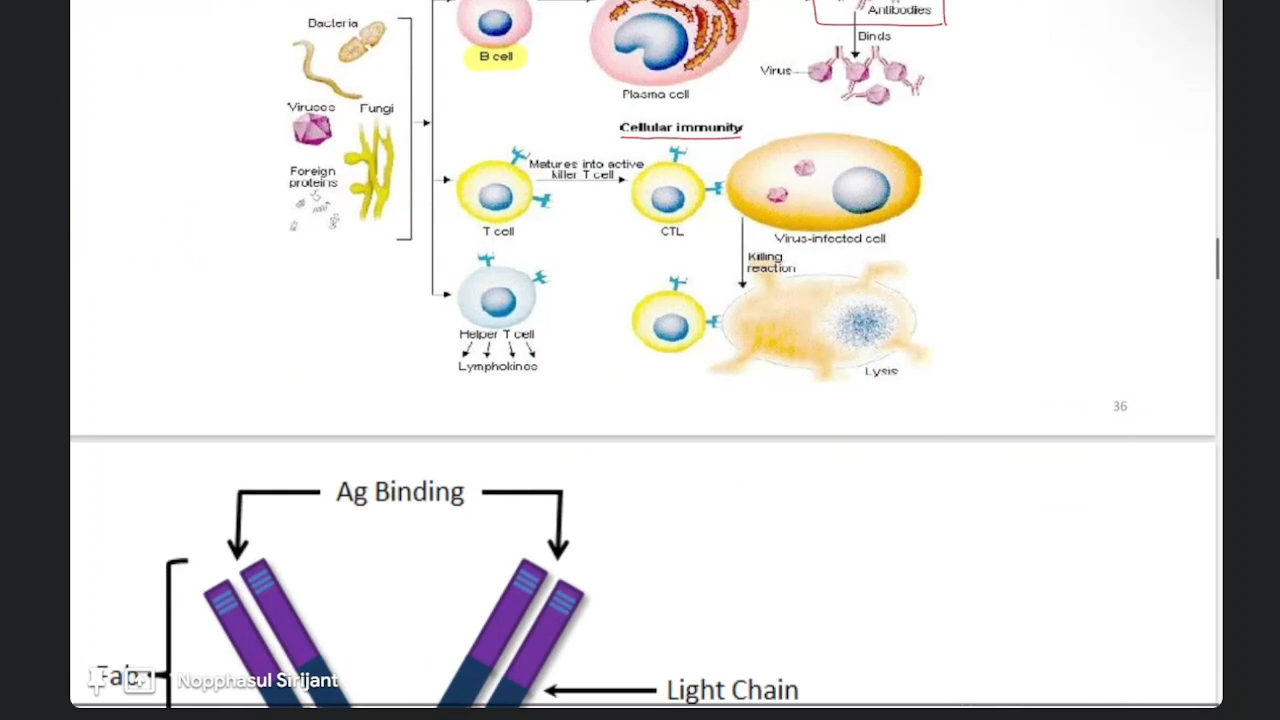 Antibodies
Bacteria
Binds
B cell
Virus
Plasma cell
Viruses
Fungi
Cellular immunity
Matures into active
killer T cell
Foreign
proteins
T cell
CTL
Virus-infected cell
Killing
reaction
Helper T cell
Lymphokines
Lysis
36
Ag Binding
Fab
Nopphasul Sirijant
Light Chain